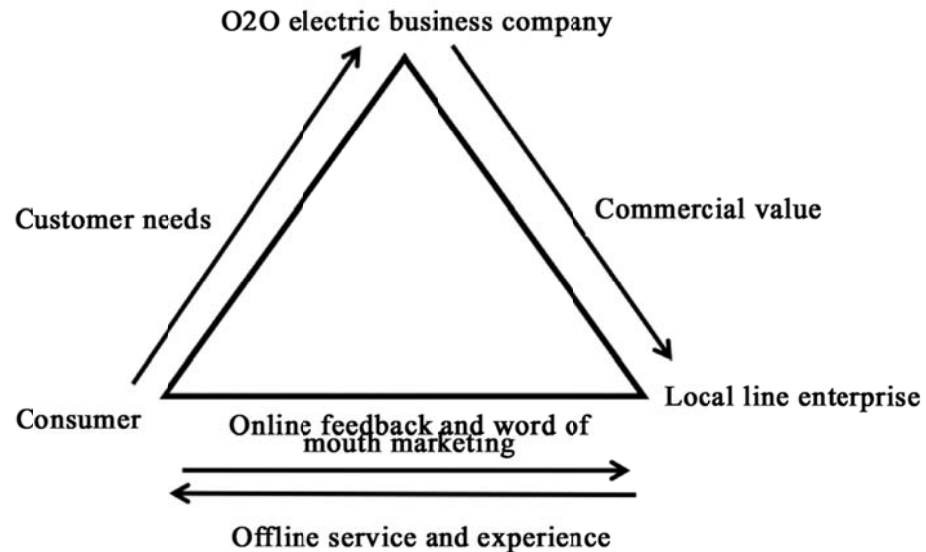 O2O electric business company
Customer needs
Commercial value
Consumer
Local line enterprise
Online feedback and word of
mouth marketing
Offline service and experience